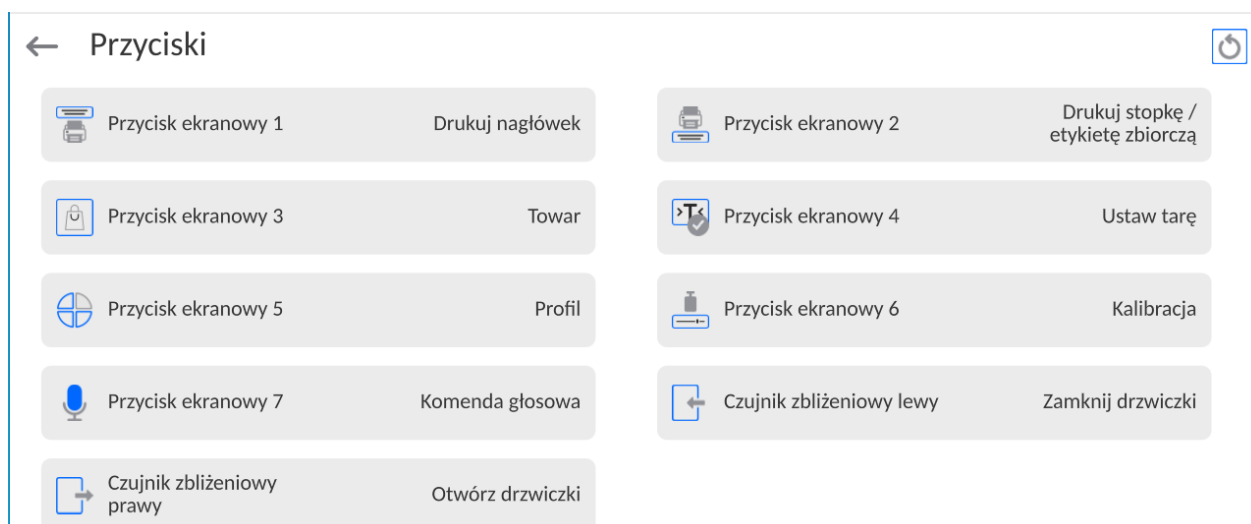 Przyciski
Przycisk ekranowy 1 Drukuj nagłówek
Przycisk ekranowy 2 Drukuj stopkę /
etykietę zbiorczą
Przycisk ekranowy 3 Towar
>T< Przycisk ekranowy 4 Ustaw tarę
Przycisk ekranowy 5 Profil
Przycisk ekranowy 6 Kalibracja
Przycisk ekranowy 7 Komenda głosowa
Czujnik zbliżeniowy lewy Zamknij drzwiczki
Czujnik zbliżeniowy
prawy Otwórz drzwiczki